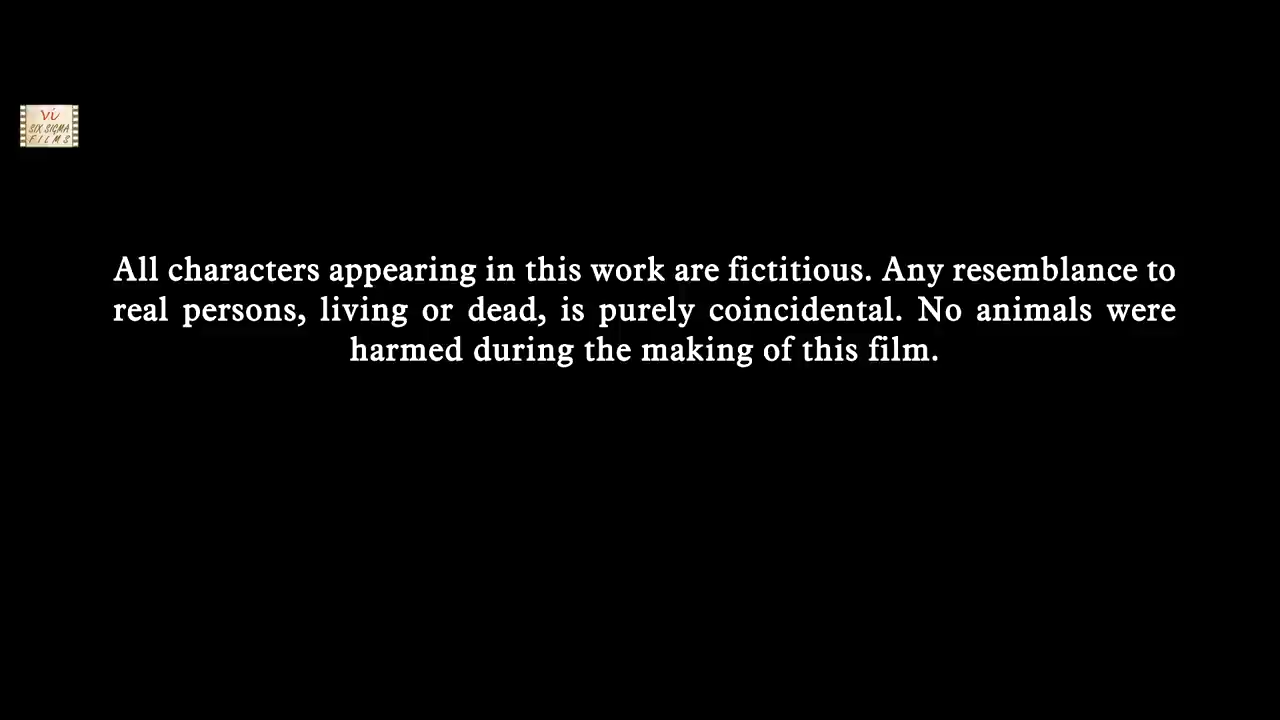 Vi
SIX SIGMA
FILMS
All characters appearing in this work are fictitious. Any resemblance to
real persons, living or dead, is purely coincidental. No animals were
harmed during the making of this film.